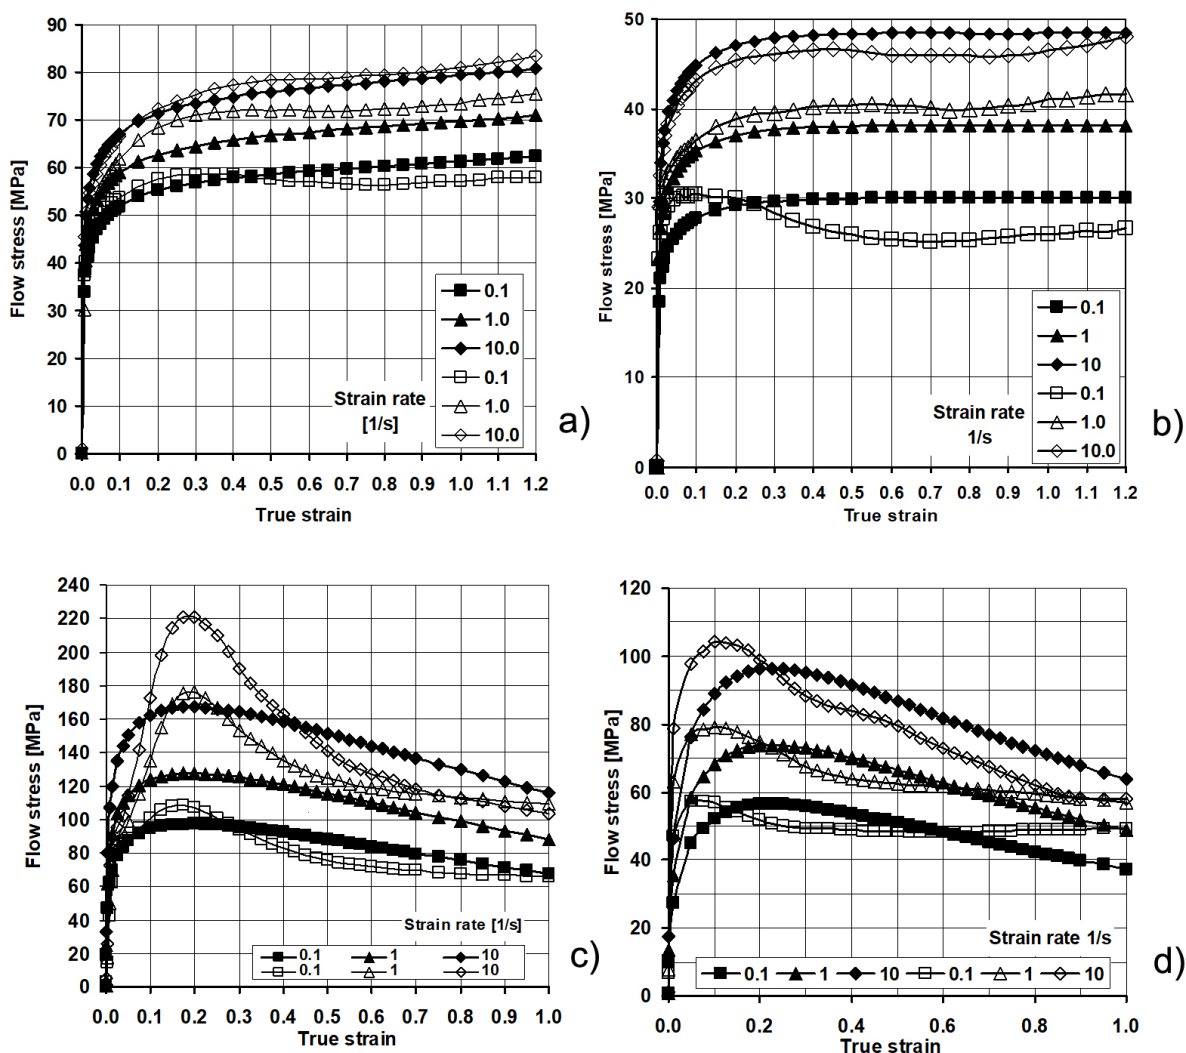 90
80
70
60
50
40
30
20
10
0
Flow stress [MPa]
0.1
1.0
10.0
0.1
1.0
10.0
Strain rate
[1/s]
0.0 0.1 0.2 0.3 0.4 0.5 0.6 0.7 0.8 0.9 1.0 1.1 1.2
True strain
a)
50
40
30
20
10
0
Flow stress [MPa]
0.1
1
10
0.1
1.0
10.0
Strain rate
1/s
0.0 0.1 0.2 0.3 0.4 0.5 0.6 0.7 0.8 0.9 1.0 1.1 1.2
True strain
b)
240
220
200
180
160
140
120
100
80
60
40
20
0
Flow stress [MPa]
Strain rate [1/s]
0.1 1 10
0.1 1 10
0.0 0.1 0.2 0.3 0.4 0.5 0.6 0.7 0.8 0.9 1.0
True strain
c)
120
100
80
60
40
20
0
Flow stress [MPa]
Strain rate 1/s
0.1 1 10 0.1 1 10
0.0 0.2 0.4 0.6 0.8 1.0
True strain
d)